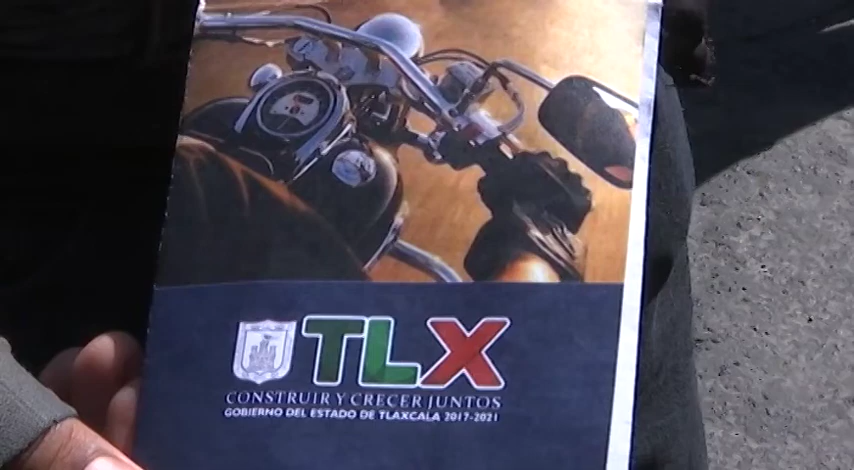 TLX
CONSTRUIR Y CRECER JUNTOS
GOBIERNO DEL ESTADO DE TLAXCALA 2017-2021